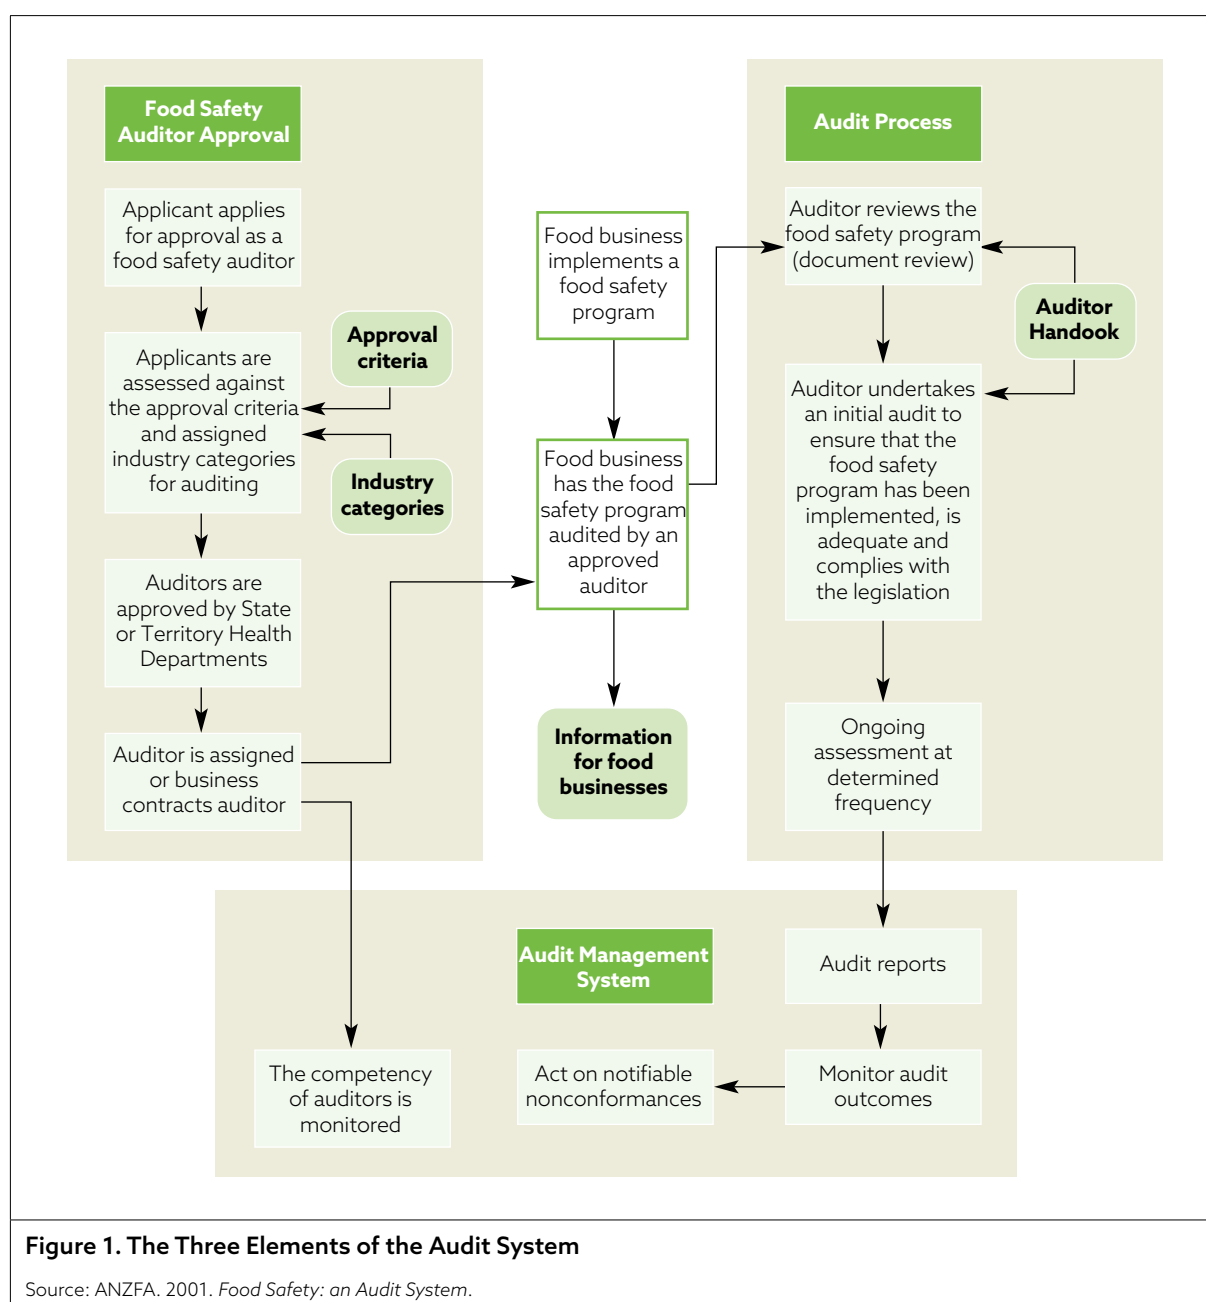 Food Safety
Auditor Approval
Applicant applies
for approval as a
food safety auditor
Applicants are
assessed against
the approval criteria
and assigned
industry categories
for auditing
Approval
criteria
Industry
categories
Auditors are
approved by State
or Territory Health
Departments
Auditor is assigned
or business
contracts auditor
Food business
implements a
food safety
program
Food business
has the food
safety program
audited by an
approved
auditor
Information
for food
businesses
Audit Process
Auditor reviews the
food safety program
(document review)
Auditor
Handook
Auditor undertakes
an initial audit to
ensure that the
food safety
program has been
implemented, is
adequate and
complies with
the legislation
Ongoing
assessment at
determined
frequency
Audit Management
System
Audit reports
The competency
of auditors is
monitored
Act on notifiable
nonconformances
Monitor audit
outcomes
Figure 1. The Three Elements of the Audit System
Source: ANZFA. 2001. Food Safety: an Audit System.